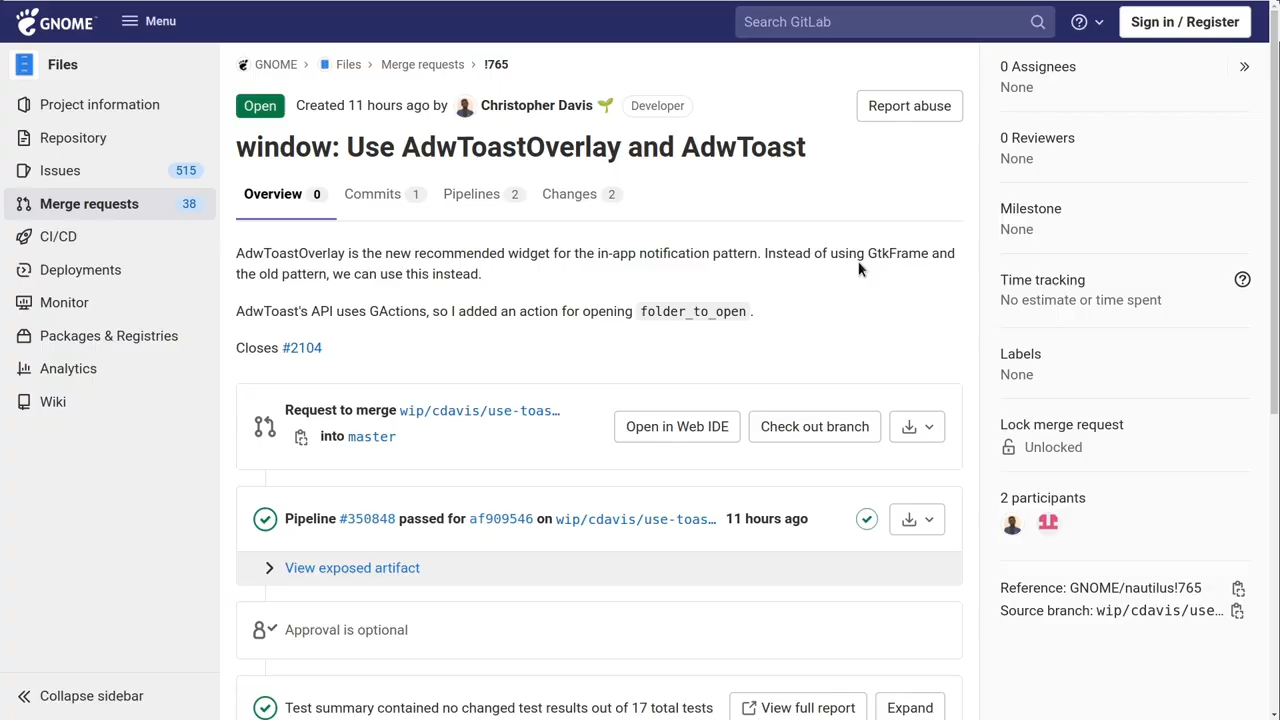 GNOME
Menu
Search GitLab
Sign in / Register
Files
Project information
Repository
Issues 515
Merge requests 38
CI/CD
Deployments
Monitor
Packages & Registries
Analytics
Wiki
Collapse sidebar
GNOME > Files > Merge requests > !765
Open Created 11 hours ago by Christopher Davis Developer
Report abuse
window: Use AdwToastOverlay and AdwToast
Overview 0 Commits 1 Pipelines 2 Changes 2
AdwToastOverlay is the new recommended widget for the in-app notification pattern. Instead of using GtkFrame and
the old pattern, we can use this instead.
AdwToast's API uses GActions, so I added an action for opening folder_to_open.
Closes #2104
Request to merge wip/cdavis/use-toas…
into master
Open in Web IDE
Check out branch
Pipeline #350848 passed for af909546 on wip/cdavis/use-toas… 11 hours ago
View exposed artifact
Approval is optional
Test summary contained no changed test results out of 17 total tests
View full report
Expand
0 Assignees
None
0 Reviewers
None
Milestone
None
Time tracking
No estimate or time spent
Labels
None
Lock merge request
Unlocked
2 participants
Reference: GNOME/nautilus!765
Source branch: wip/cdavis/use…